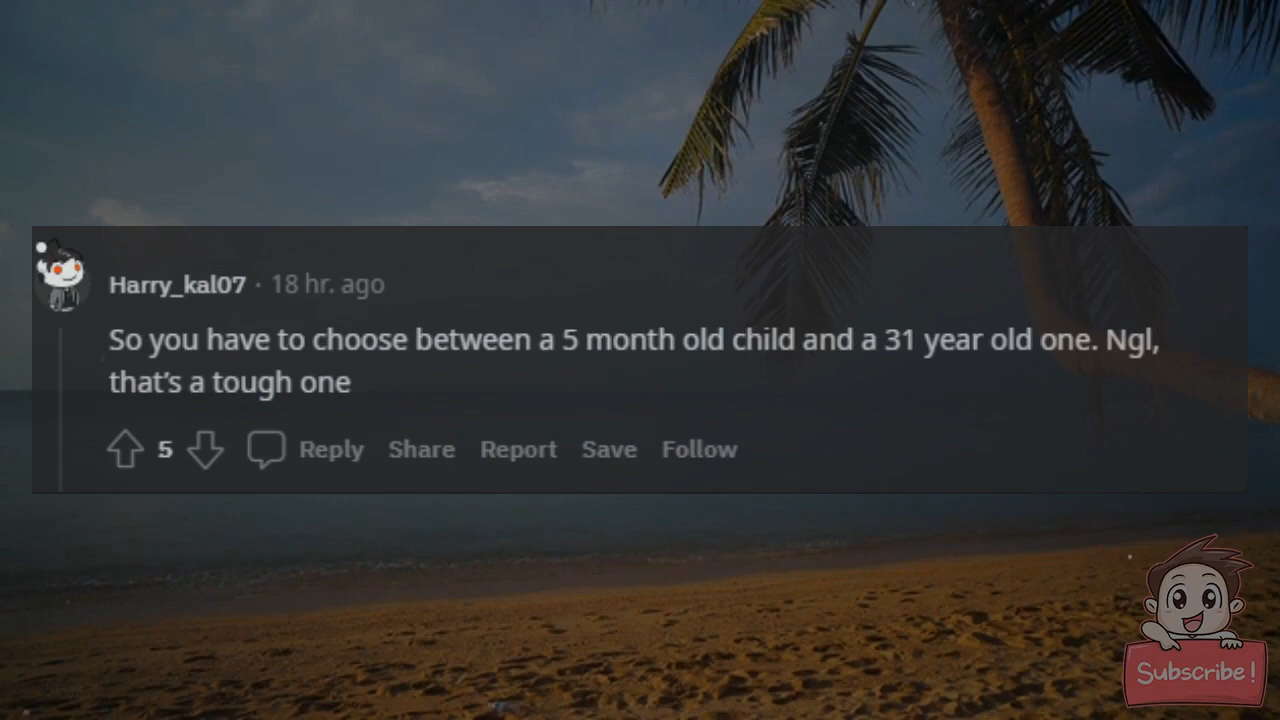 Harry_kal07 · 18 hr. ago
So you have to choose between a 5 month old child and a 31 year old one. Ngl,
that's a tough one
5 Reply Share Report Save Follow
Subscribe!